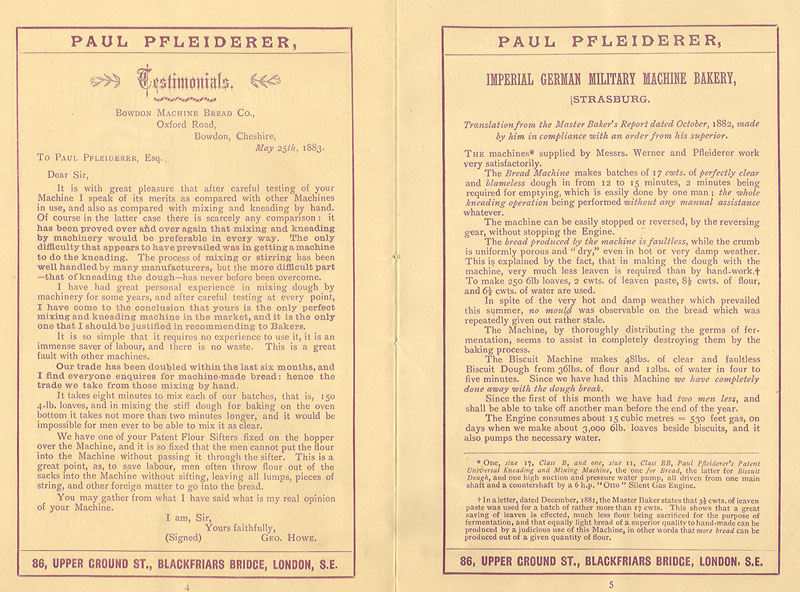 PAUL PFLEIDERER,
Testimonials.
BOWDON MACHINE BREAD CO.,
Oxford Road,
Bowdon, Cheshire,
May 25th, 1883.
TO PAUL PFLEIDERER, ESQ.
Dear Sir,
It is with great pleasure that after careful testing of your
Machine I speak of its merits as compared with other Machines
in use, and also as compared with mixing and kneading by hand.
Of course in the latter case there is scarcely any comparison: it
has been proved over and over again that mixing and kneading
by machinery would be preferable in every way. The only
difficulty that appears to have prevailed was in getting a machine
to do the kneading. The process of mixing or stirring has been
well handled by many manufacturers, but the more difficult part
—that of kneading the dough—has never been overcome.
I have had great personal experience in mixing dough by
machinery for some years, and after careful testing at every point,
I have come to the conclusion that yours is the only perfect
mixing and kneading machine in the market, and it is the only
one that I should be justified in recommending to Bakers.
It is so simple that it requires no experience to use it, it is an
immense saver of labour, and there is no waste. This is a great
fault with other machines.
Our trade has been doubled within the last six months, and
I find everyone enquires for machine-made bread: hence the
trade we take from those mixing by hand.
It takes eight minutes to mix each of our batches, that is, 150
4-lb. loaves, and in mixing the stiff dough for baking on the oven
bottom it takes not more than two minutes longer, and it would be
impossible for men ever to be able to mix it as clear.
We have one of your Patent Flour Sifters fixed on the hopper
over the Machine, and it is so fixed that the men cannot put the flour
into the Machine without passing it through the sifter. This is a
great point, as, to save labour, men often throw flour out of the
sacks into the Machine without sifting, leaving all lumps, pieces of
string, and other foreign matter to go into the bread.
You may gather from what I have said what is my real opinion
of your Machine.
I am, Sir,
Yours faithfully,
(Signed) GEO. HOWE.
86, UPPER GROUND ST., BLACKFRIARS BRIDGE, LONDON, S.E.
4
PAUL PFLEIDERER,
IMPERIAL GERMAN MILITARY MACHINE BAKERY,
STRASBURG.
Translation from the Master Baker's Report dated October, 1882, made
by him in compliance with an order from his superior.
THE machines* supplied by Messrs. Werner and Pfleiderer work
very satisfactorily.
The Bread Machine makes batches of 17 cwts. of perfectly clear
and blameless dough in from 12 to 15 minutes, 2 minutes being
required for emptying, which is easily done by one man; the whole
kneading operation being performed without any manual assistance
whatever.
The machine can be easily stopped or reversed, by the reversing
gear, without stopping the Engine.
The bread produced by the machine is faultless, while the crumb
is uniformly porous and "dry," even in hot or very damp weather.
This is explained by the fact, that in making the dough with the
machine, very much less leaven is required than by hand-work.†
To make 250 6lb loaves, 2 cwts. of leaven paste, 8½ cwts. of flour,
and 6½ cwts. of water are used.
In spite of the very hot and damp weather which prevailed
this summer, no mould was observable on the bread which was
repeatedly given out rather stale.
The Machine, by thoroughly distributing the germs of fer-
mentation, seems to assist in completely destroying them by the
baking process.
The Biscuit Machine makes 48lbs. of clear and faultless
Biscuit Dough from 36lbs. of flour and 12lbs. of water in four to
five minutes. Since we have had this Machine we have completely
done away with the dough break.
Since the first of this month we have had two men less, and
shall be able to take off another man before the end of the year.
The Engine consumes about 15 cubic metres = 530 feet gas, on
days when we make about 3,000 6lb. loaves beside biscuits, and it
also pumps the necessary water.
* One, size 17, Class B, and one, size 11, Class BB, Paul Pfleiderer's Patent
Universal Kneading and Mixing Machine, the one for Bread, the latter for Biscuit
Dough, and one high suction and pressure water pump, all driven from one main
shaft and a countershaft by a 6 h.p. "Otto" Silent Gas Engine.
† In a letter, dated December, 1881, the Master Baker states that 3½ cwts. of leaven
paste was used for a batch of rather more than 17 cwts. This shows that a great
saving of leaven is effected, much less flour being sacrificed for the purpose of
fermentation, and that equally light bread of a superior quality to hand-made can be
produced by a judicious use of this Machine, in other words that more bread can be
produced out of a given quantity of flour.
86, UPPER GROUND ST., BLACKFRIARS BRIDGE, LONDON, S.E.
5